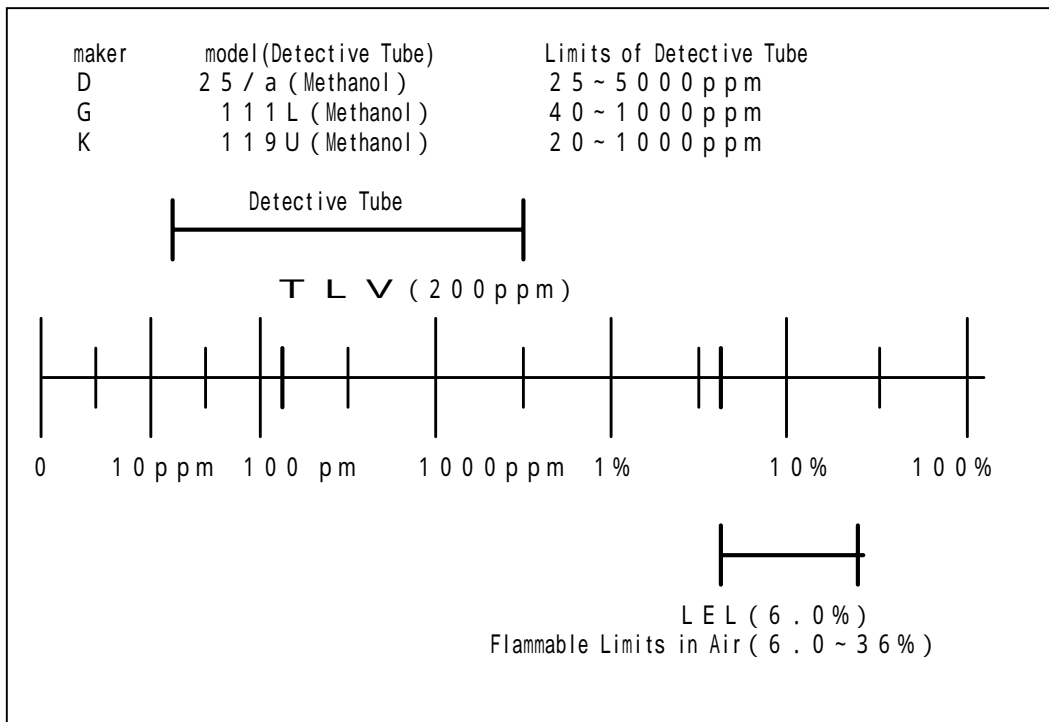 maker model(Detective Tube) Limits of Detective Tube
D 25/a(Methanol) 25~5000ppm
G 111L(Methanol) 40~1000ppm
K 119U(Methanol) 20~1000ppm
Detective Tube
TLV(200ppm)
0 10ppm 100 pm 1000ppm 1% 10% 100%
LEL(6.0%)
Flammable Limits in Air(6.0~36%)